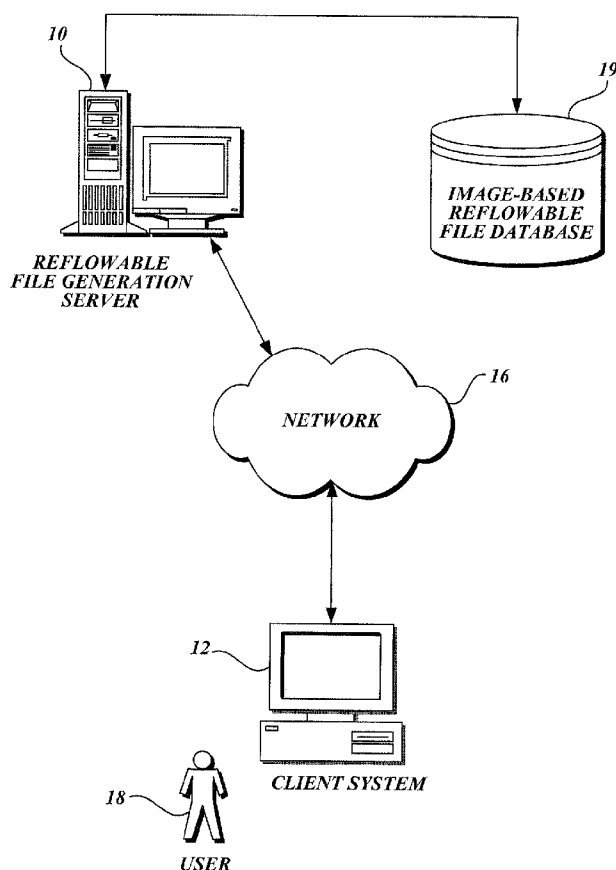 10
19
IMAGE-BASED
REFLOWABLE
FILE DATABASE
REFLOWABLE
FILE GENERATION
SERVER
16
NETWORK
12
CLIENT SYSTEM
18
USER